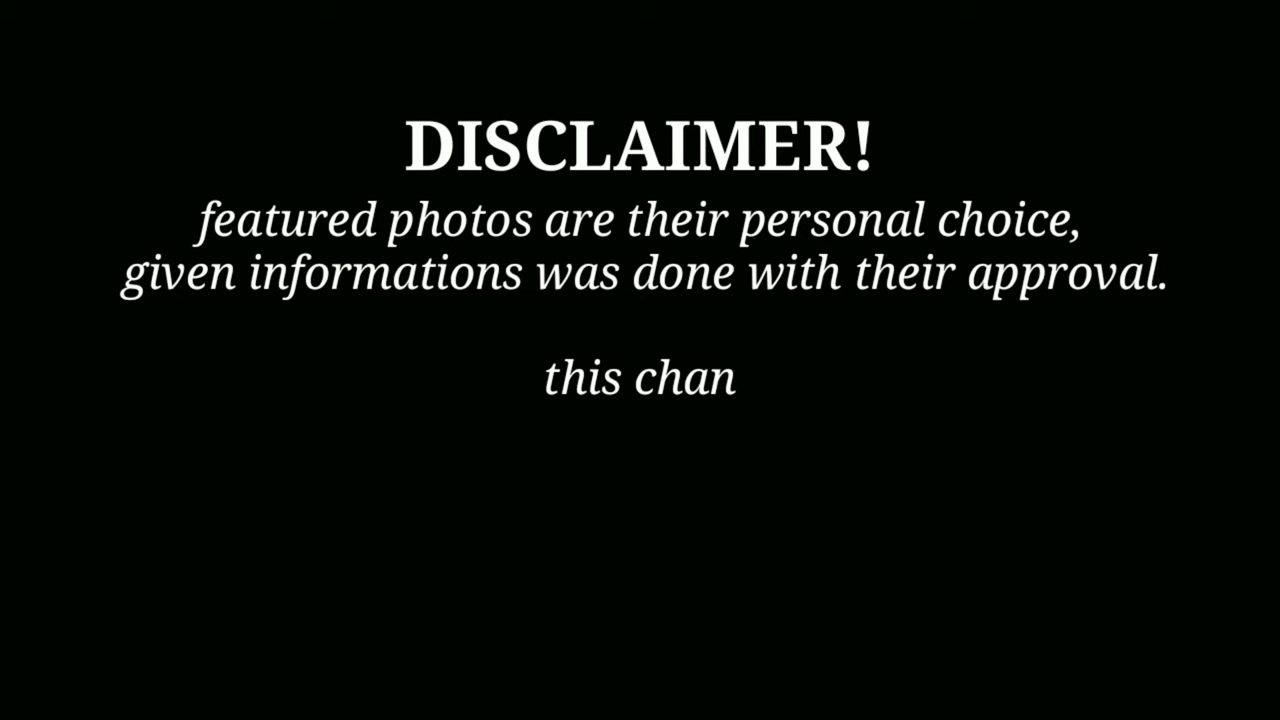 DISCLAIMER!
featured photos are their personal choice,
given informations was done with their approval.
this chan